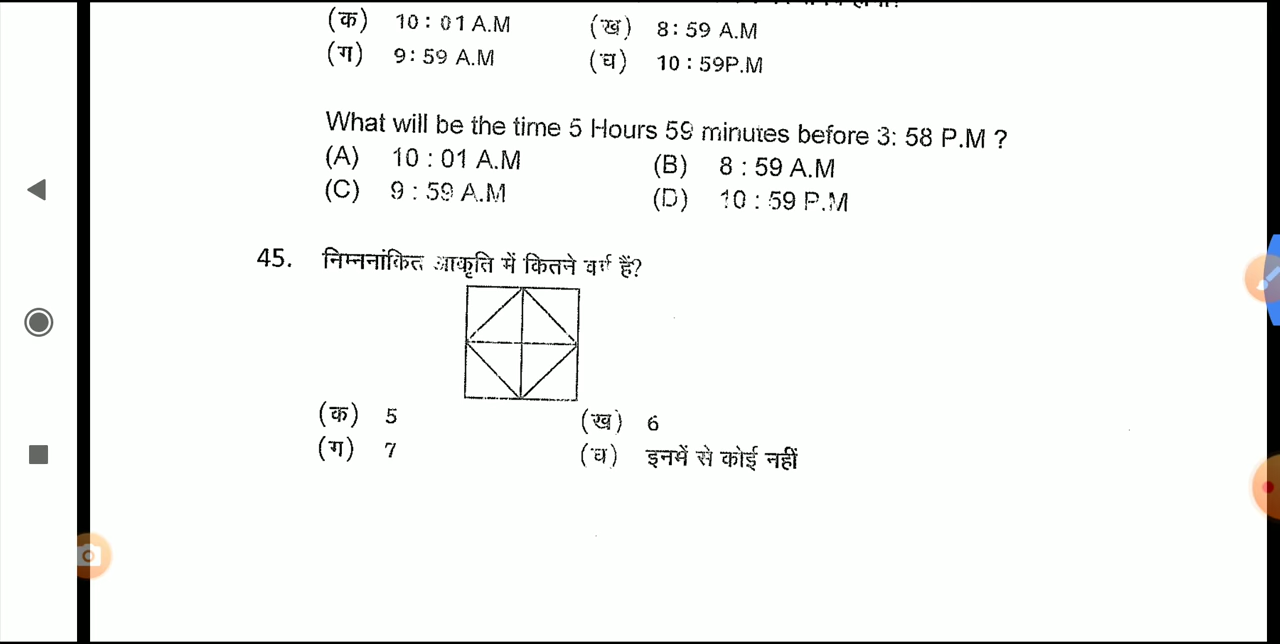 (क) 10 : 01 A.M (ख) 8 : 59 A.M
(ग) 9 : 59 A.M (घ) 10 : 59P.M
What will be the time 5 Hours 59 minutes before 3: 58 P.M ?
(A) 10 : 01 A.M (B) 8 : 59 A.M
(C) 9 : 59 A.M (D) 10 : 59 P.M
45. निम्ननांकित आकृति में कितने वर्ग हैं?
(क) 5 (ख) 6
(ग) 7 (घ) इनमें से कोई नहीं